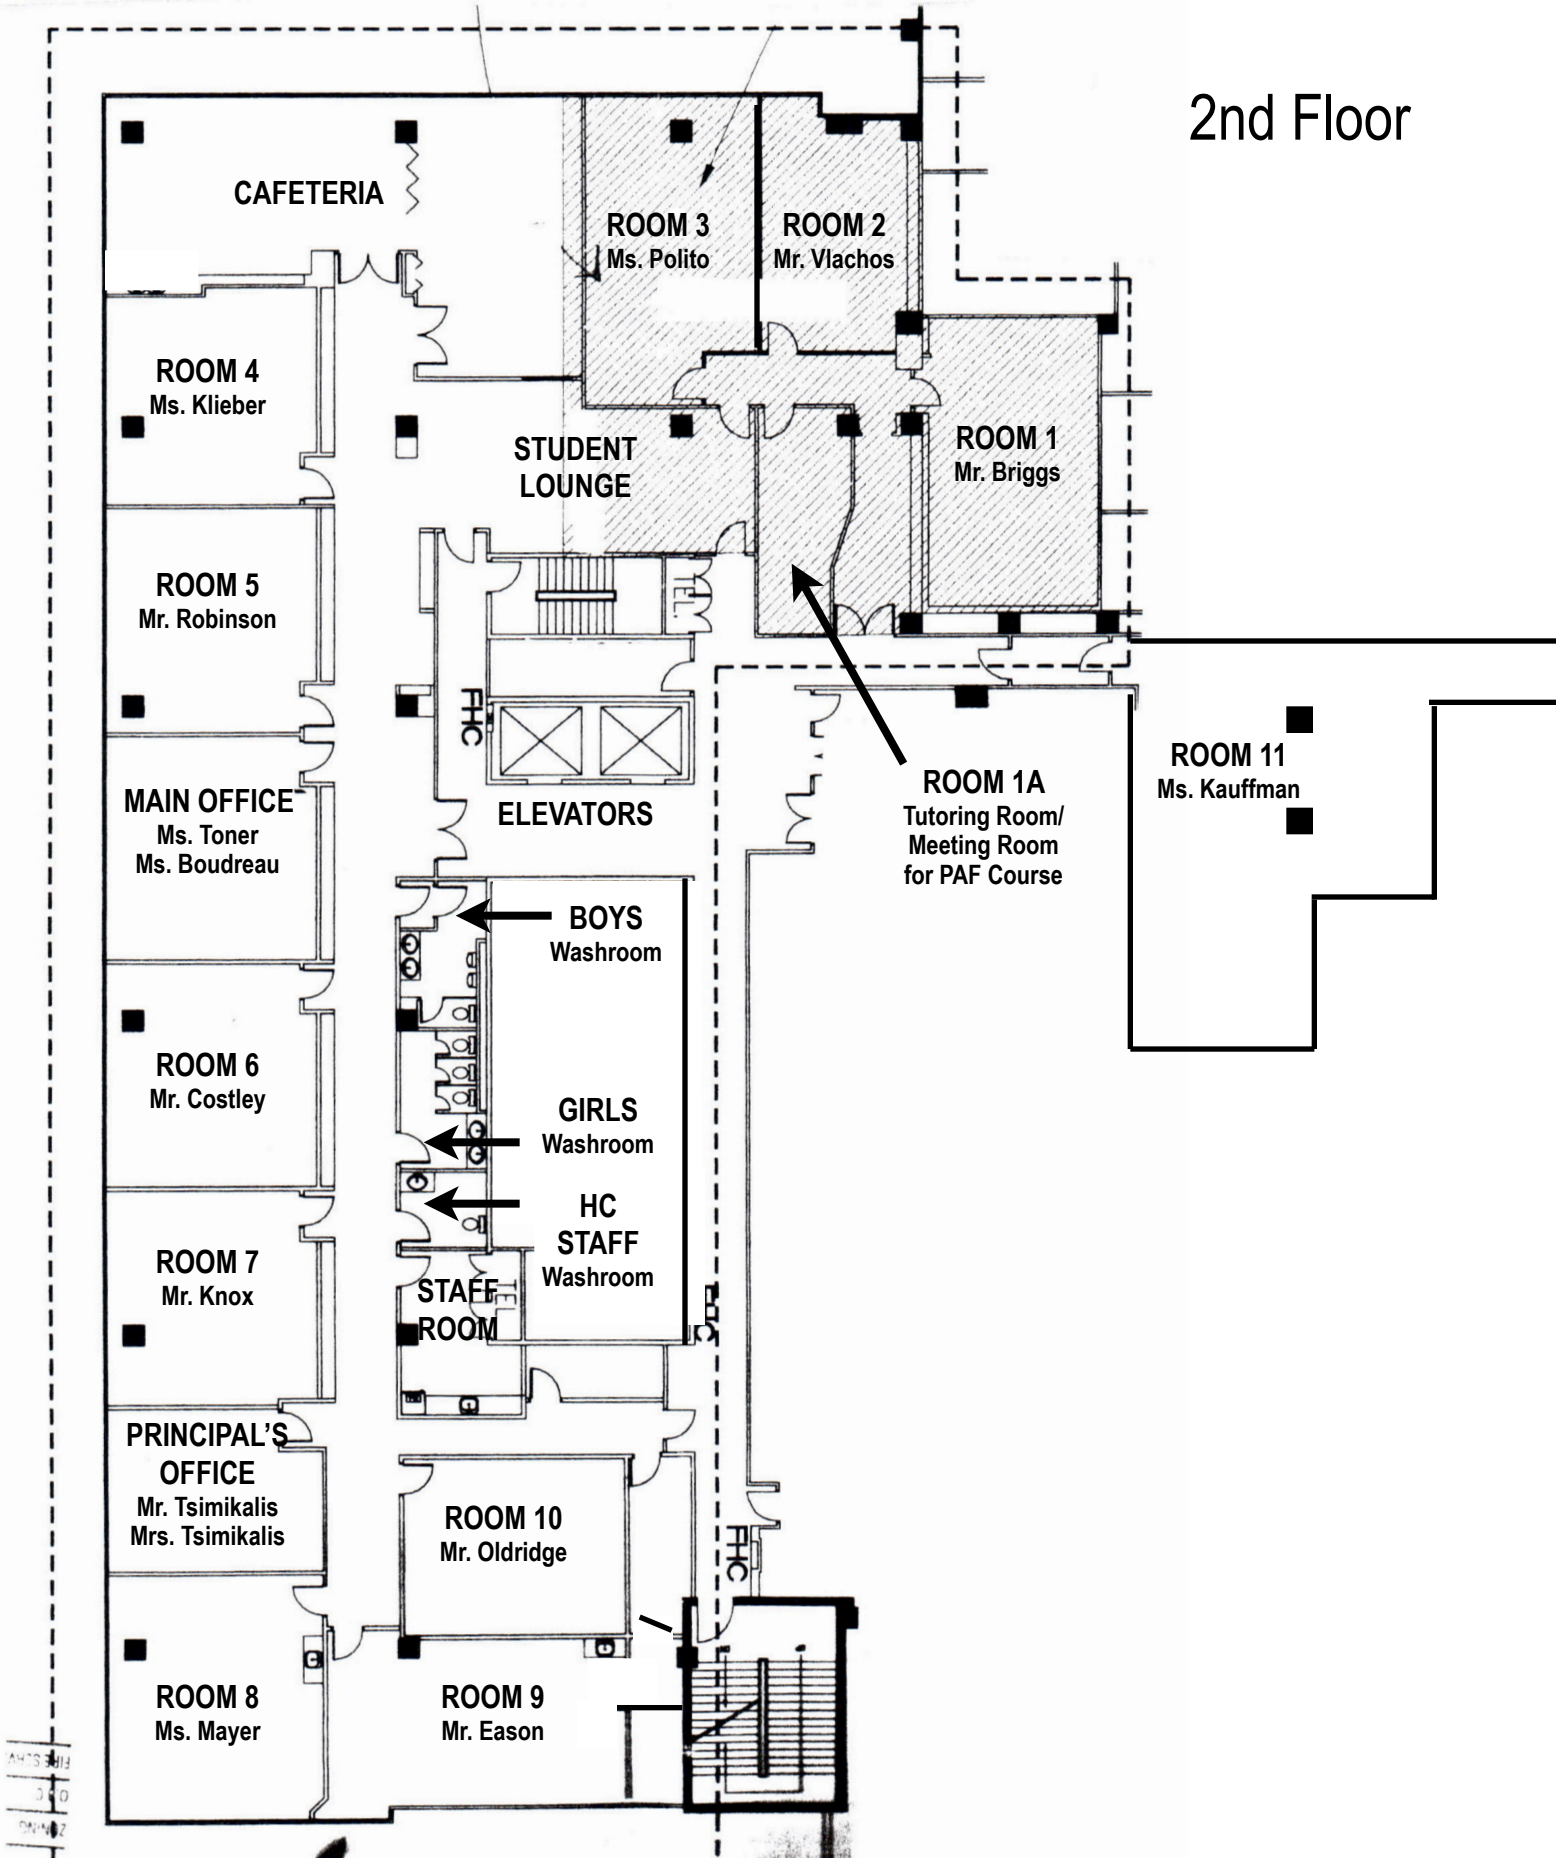 2nd Floor
CAFETERIA
ROOM 3
Ms. Polito
ROOM 2
Mr. Vlachos
ROOM 4
Ms. Klieber
STUDENT
LOUNGE
ROOM 1
Mr. Briggs
ROOM 5
Mr. Robinson
TEL.
FHC
MAIN OFFICE
Ms. Toner
Ms. Boudreau
ELEVATORS
ROOM 1A
Tutoring Room/
Meeting Room
for PAF Course
ROOM 11
Ms. Kauffman
BOYS
Washroom
ROOM 6
Mr. Costley
GIRLS
Washroom
HC
STAFF
Washroom
ROOM 7
Mr. Knox
STAFF
ROOM
TEL
FHC
PRINCIPAL'S
OFFICE
Mr. Tsimikalis
Mrs. Tsimikalis
ROOM 10
Mr. Oldridge
FHC
ROOM 8
Ms. Mayer
ROOM 9
Mr. Eason
FIRE SERV.
ZONING